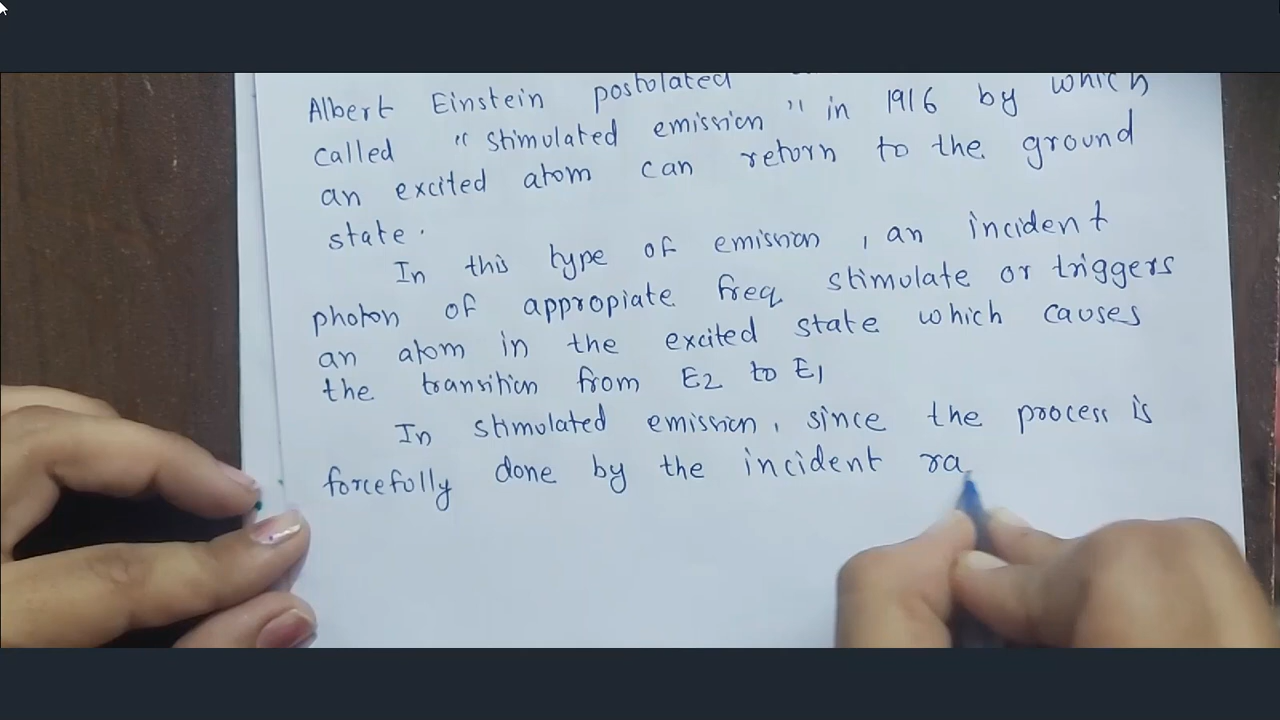 Albert Einstein postolated
called "stimulated emission" in 1916 by which
an excited atom can return to the ground
state.
In this type of emission, an incident
photon of appropiate freq stimulate or triggers
an atom in the excited state which causes
the transition from E2 to E1
In stimulated emission, since the process is
forcefully done by the incident ra